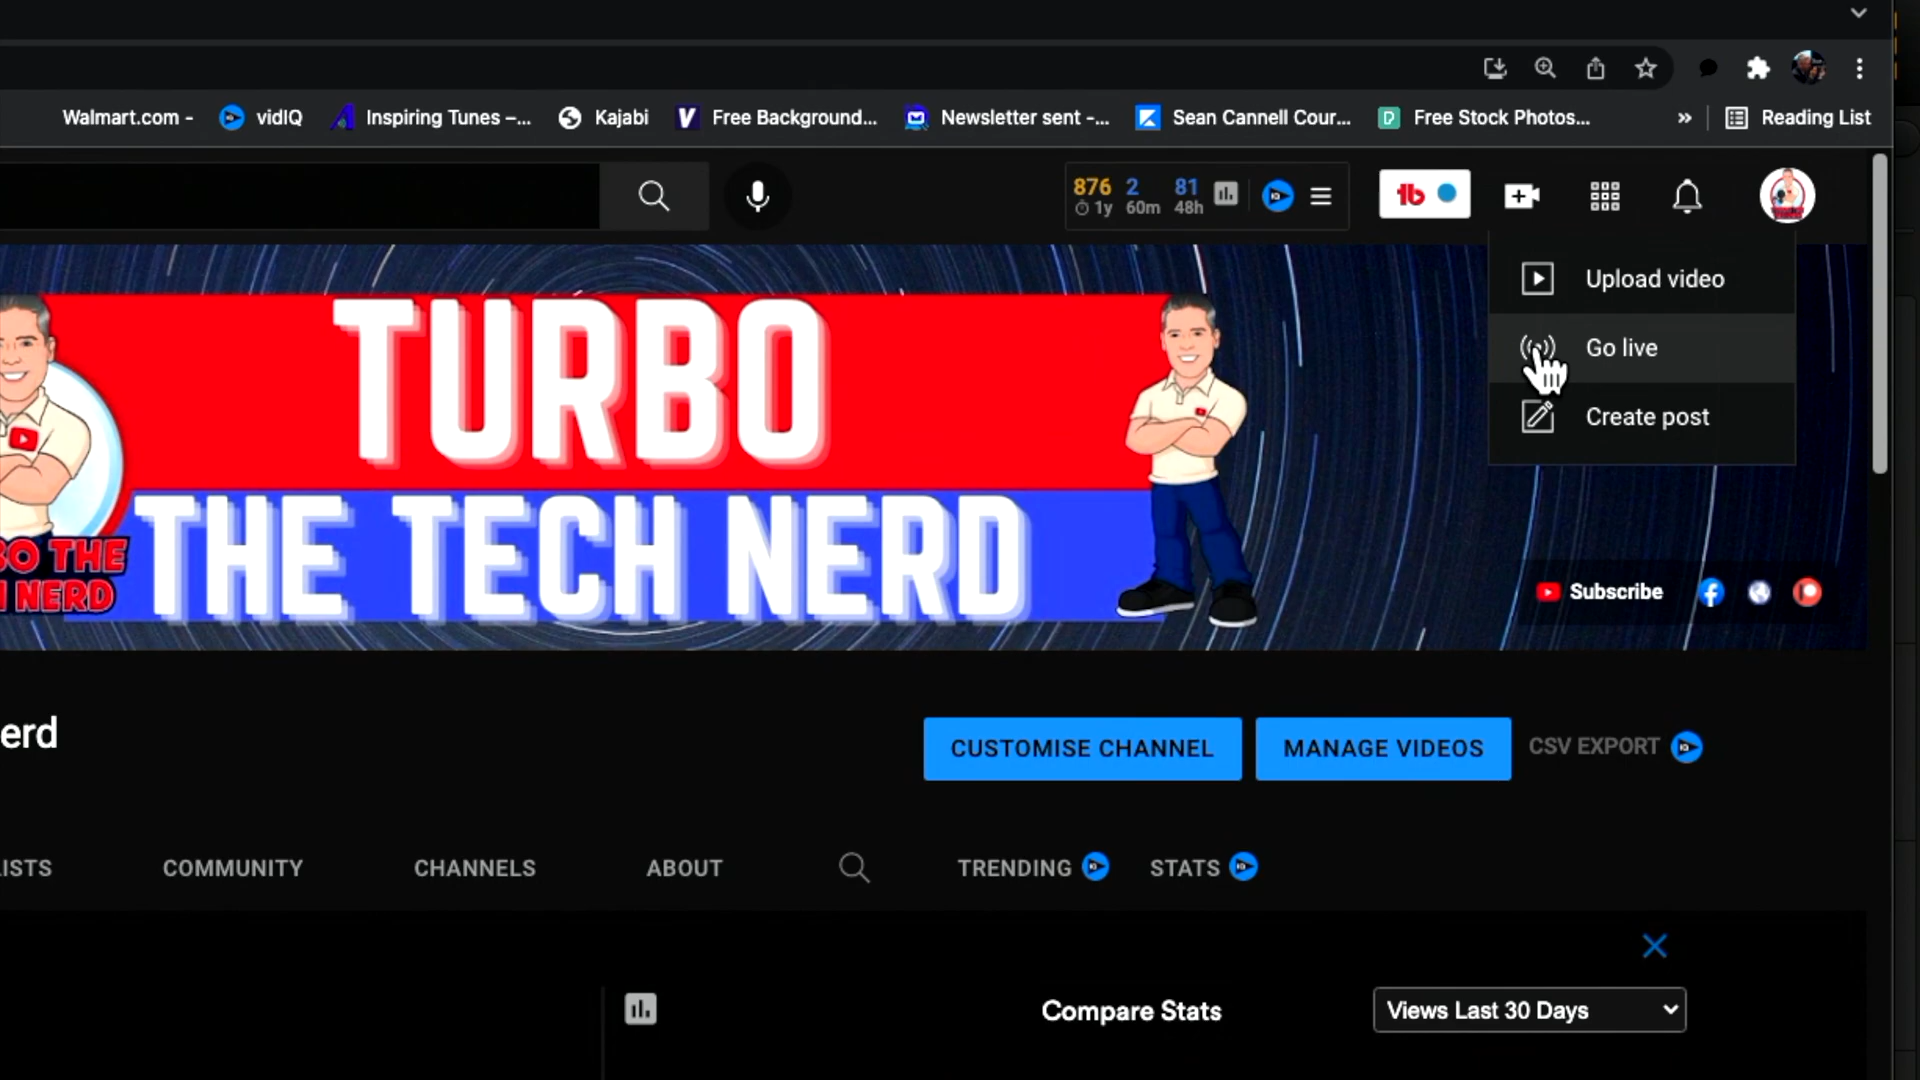 Walmart.com -
vidIQ
Inspiring Tunes –...
Kajabi
V
Free Background...
Newsletter sent -...
Sean Cannell Cour...
Free Stock Photos...
»
Reading List
876 2 81
1y 60m 48h
tb
Upload video
Go live
Create post
TURBO
THE TECH NERD
BO THE
NERD
Subscribe
erd
CUSTOMISE CHANNEL
MANAGE VIDEOS
CSV EXPORT
ISTS
COMMUNITY
CHANNELS
ABOUT
TRENDING
STATS
Compare Stats
Views Last 30 Days